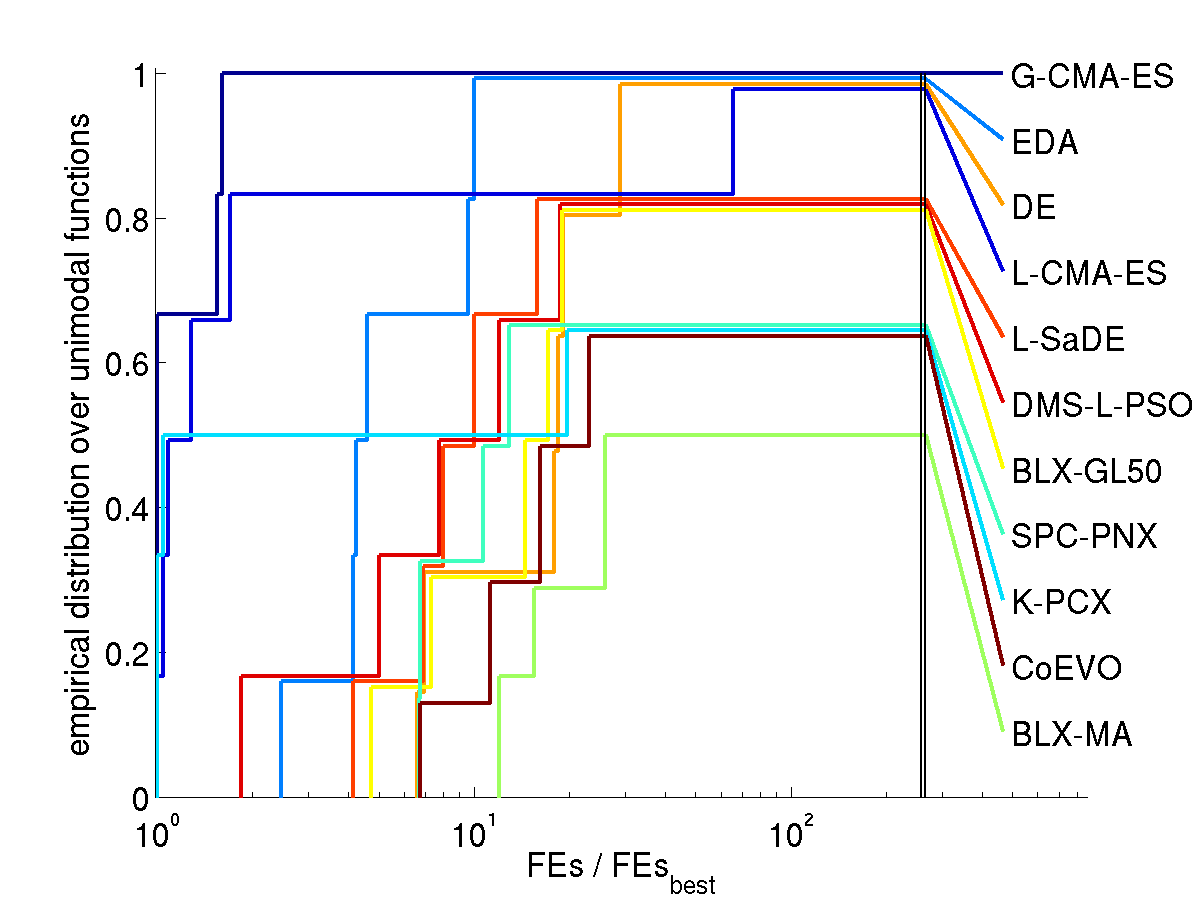 1
0.8
0.6
0.4
0.2
0
empirical distribution over unimodal functions
10^0
10^1
10^2
FEs / FEs_best
G-CMA-ES
EDA
DE
L-CMA-ES
L-SaDE
DMS-L-PSO
BLX-GL50
SPC-PNX
K-PCX
CoEVO
BLX-MA